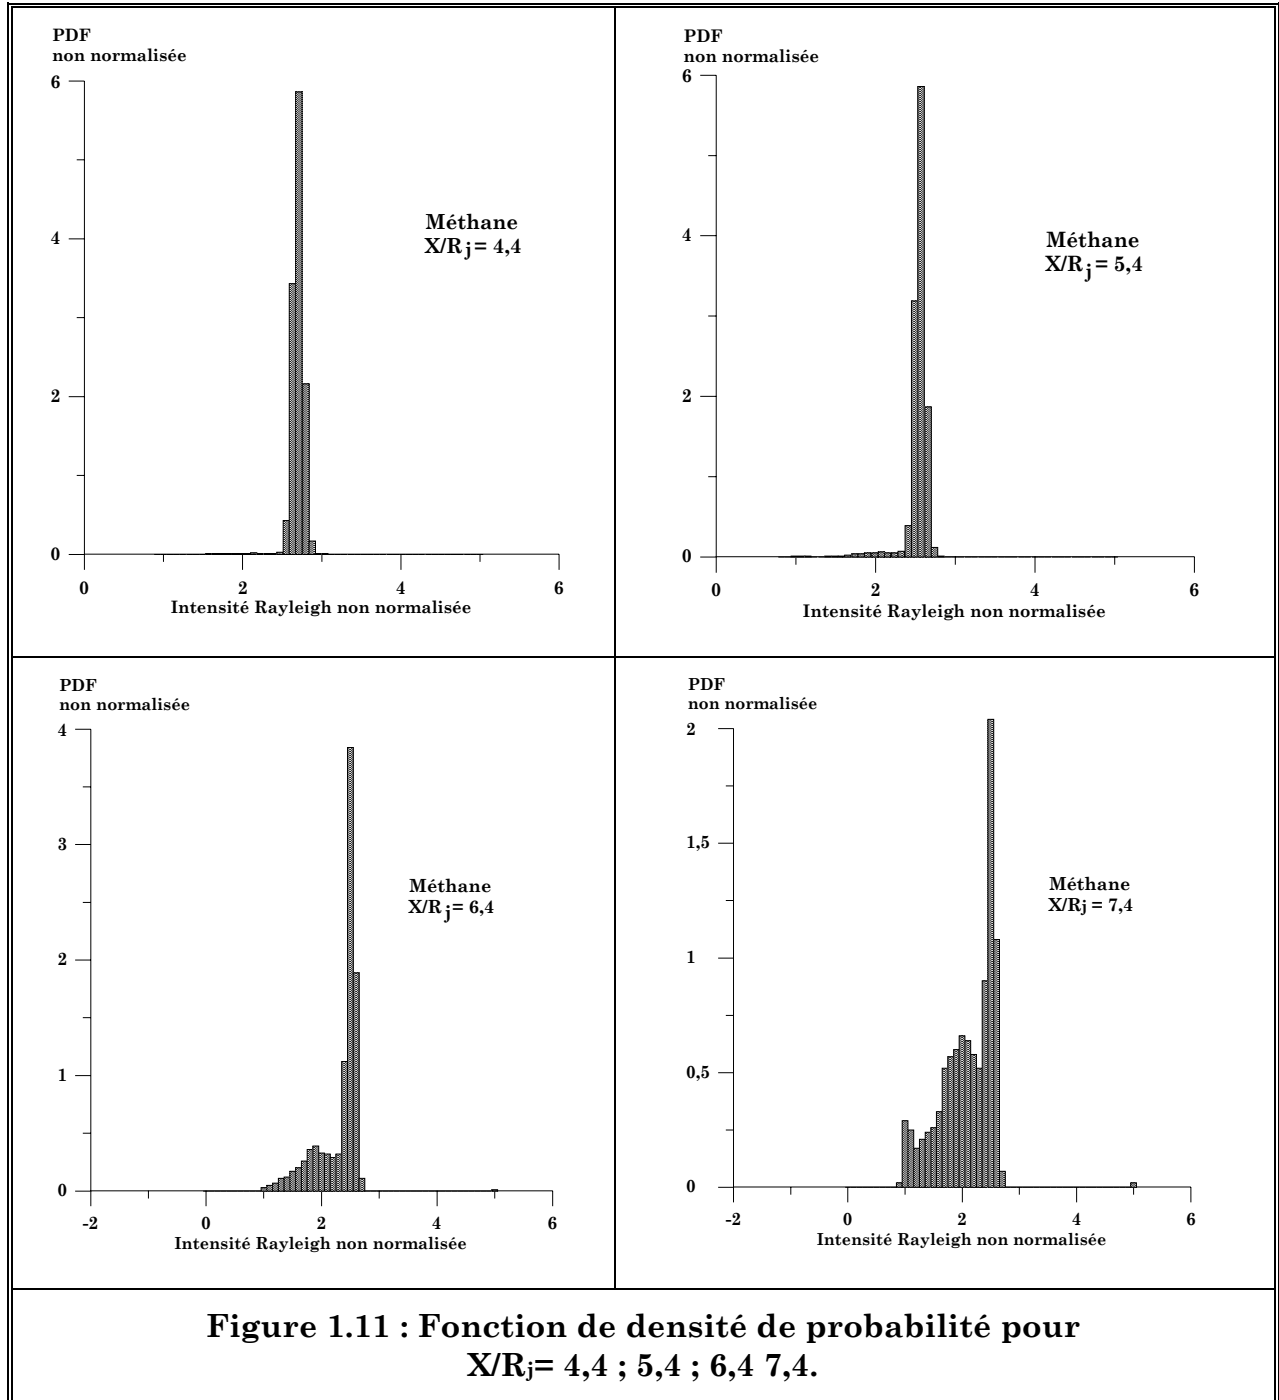 PDF
non normalisée
6
4
2
0
0 2 4 6
Intensité Rayleigh non normalisée
Méthane
X/Rj= 4,4
PDF
non normalisée
6
4
2
0
0 2 4 6
Intensité Rayleigh non normalisée
Méthane
X/Rj= 5,4
PDF
non normalisée
4
3
2
1
0
-2 0 2 4 6
Intensité Rayleigh non normalisée
Méthane
X/Rj= 6,4
PDF
non normalisée
2
1,5
1
0,5
0
-2 0 2 4 6
Intensité Rayleigh non normalisée
Méthane
X/Rj = 7,4
Figure 1.11 : Fonction de densité de probabilité pour
X/Rj= 4,4 ; 5,4 ; 6,4 7,4.